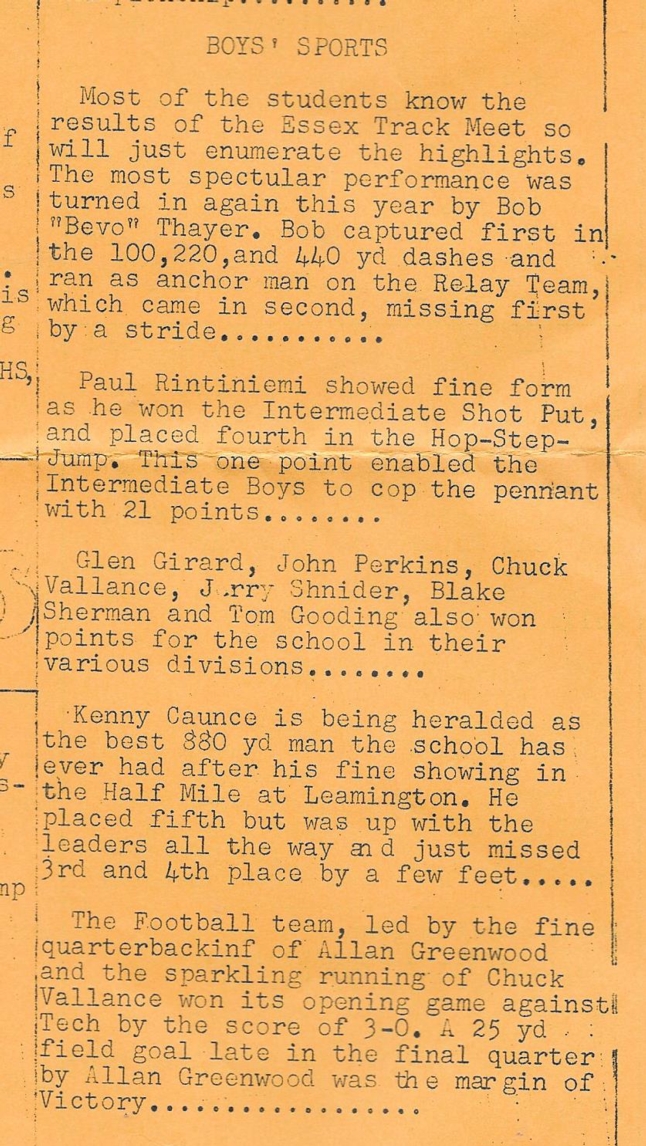 BOYS' SPORTS
Most of the students know the
results of the Essex Track Meet so
will just enumerate the highlights.
The most spectular performance was
turned in again this year by Bob
"Bevo" Thayer. Bob captured first in
the 100,220,and 440 yd dashes and
ran as anchor man on the Relay Team,
which came in second, missing first
by a stride...........
Paul Rintiniemi showed fine form
as he won the Intermediate Shot Put,
and placed fourth in the Hop-Step-
Jump. This one point enabled the
Intermediate Boys to cop the pennant
with 21 points........
Glen Girard, John Perkins, Chuck
Vallance, Shnider, Blake
Sherman and Tom Gooding also won
points for the school in their
various divisions........
Kenny Caunce is being heralded as
the best 880 yd man the school has
ever had after his fine showing in
the Half Mile at Leamington. He
placed fifth but was up with the
leaders all the way and just missed
3rd and 4th place by a few feet.....
The Football team, led by the fine
quarterbackinf of Allan Greenwood
and the sparkling running of Chuck
Vallance won its opening game against
Tech by the score of 3-0. A 25 yd
field goal late in the final quarter
by Allan Greenwood was the margin of
Victory..................
f
s
is
g
HS,
y
s-
mp